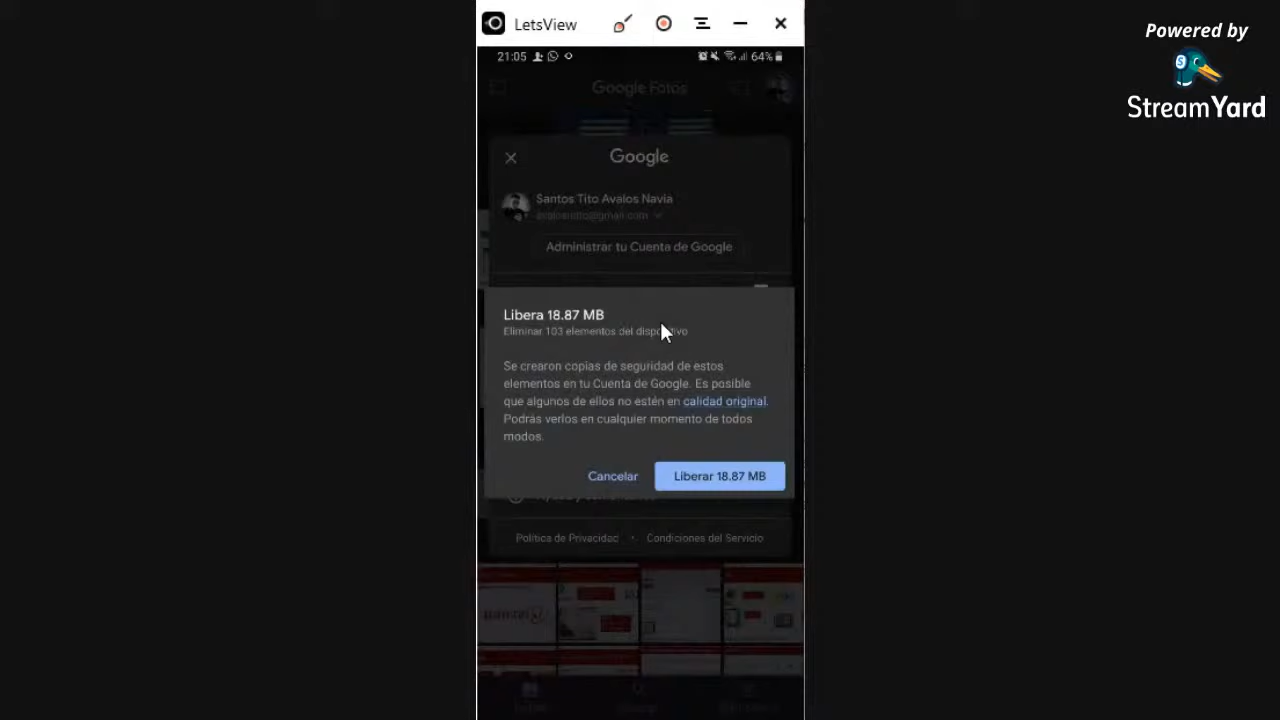 LetsView
Powered by
StreamYard
21:05
64%
Google Fotos
Google
Santos Tito Avalos Navia
Administrar tu Cuenta de Google
Libera 18.87 MB
Eliminar 103 elementos del dispo tivo
Se crearon copias de seguridad de estos
elementos en tu Cuenta de Google. Es posible
que algunos de ellos no estén en calidad original.
Podrás verlos en cualquier momento de todos
modos.
Cancelar
Liberar 18.87 MB
Política de Privacidad • Condiciones del Servicio